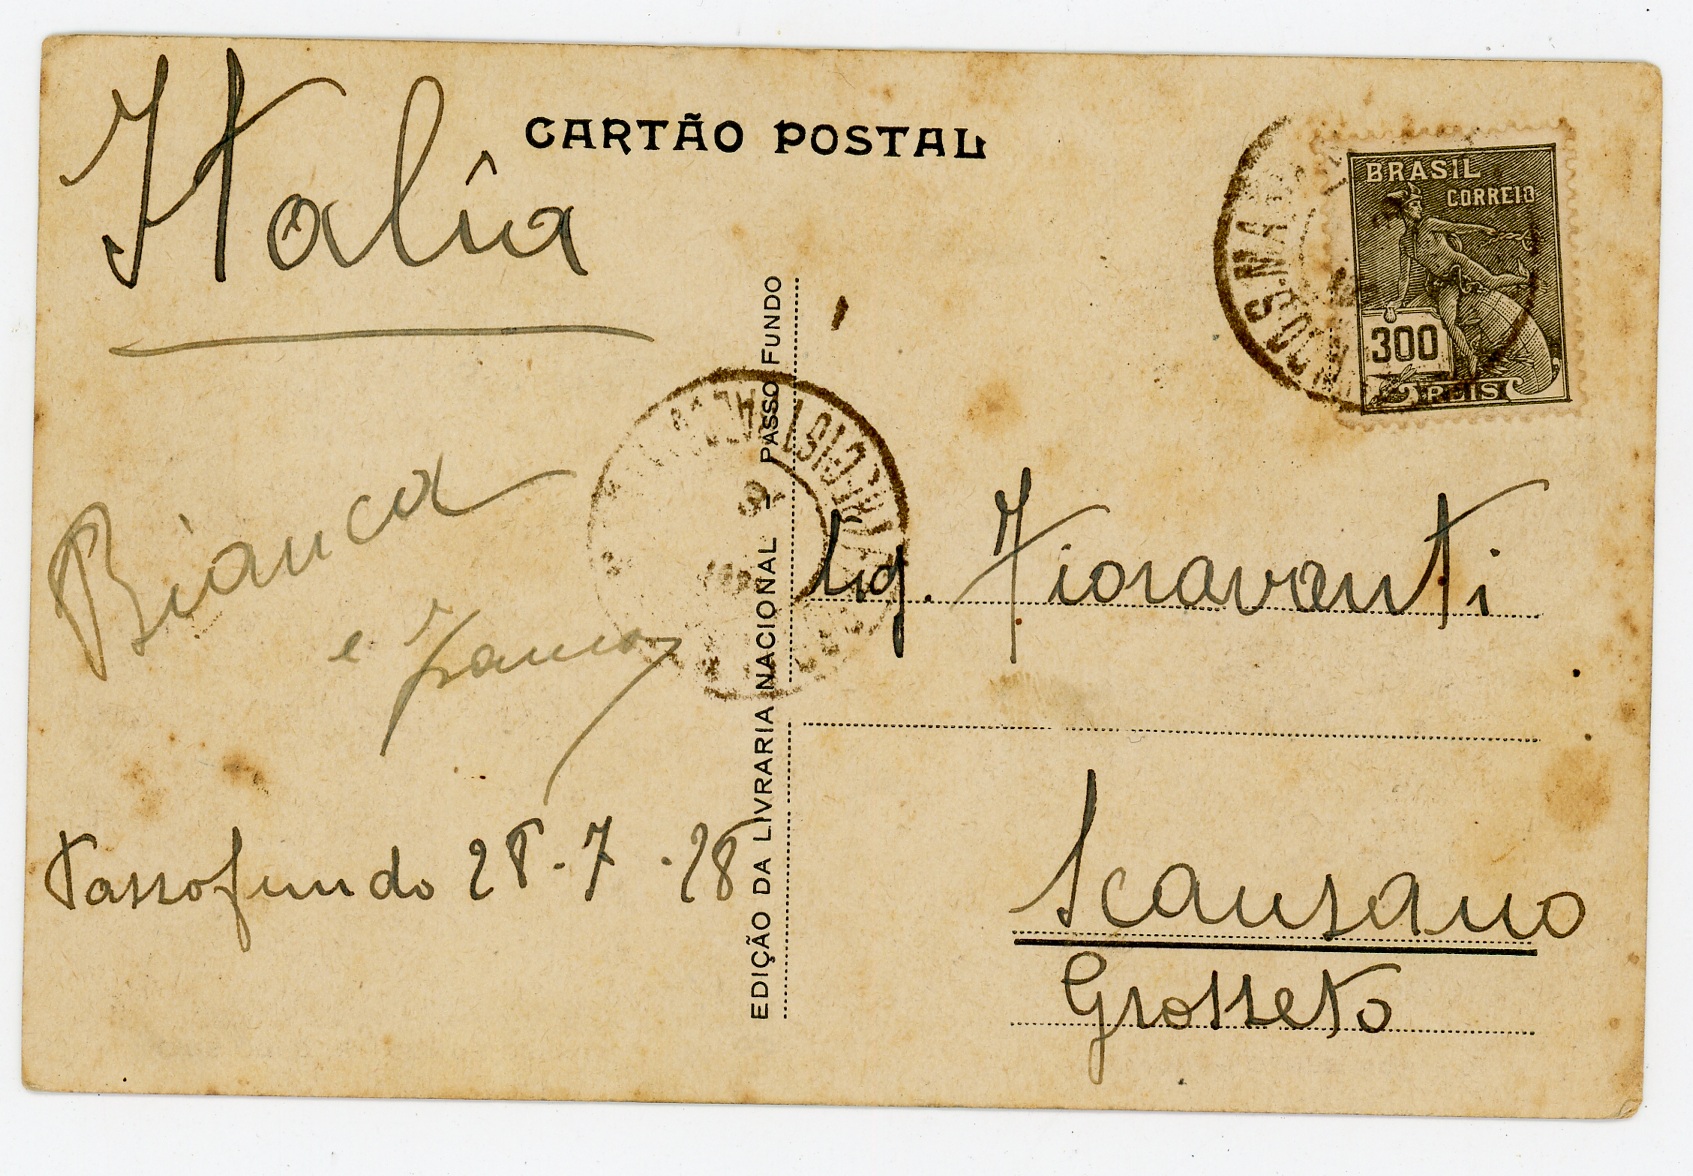 Italia
CARTÃO POSTAL
BRASIL
CORREIO
300
REIS
EDIÇÃO DA LIVRARIA NACIONAL — PASSO FUNDO
Bianca
e Franco
Passofundo 28-7-28
Fioravanti
Scansano
Grosseto